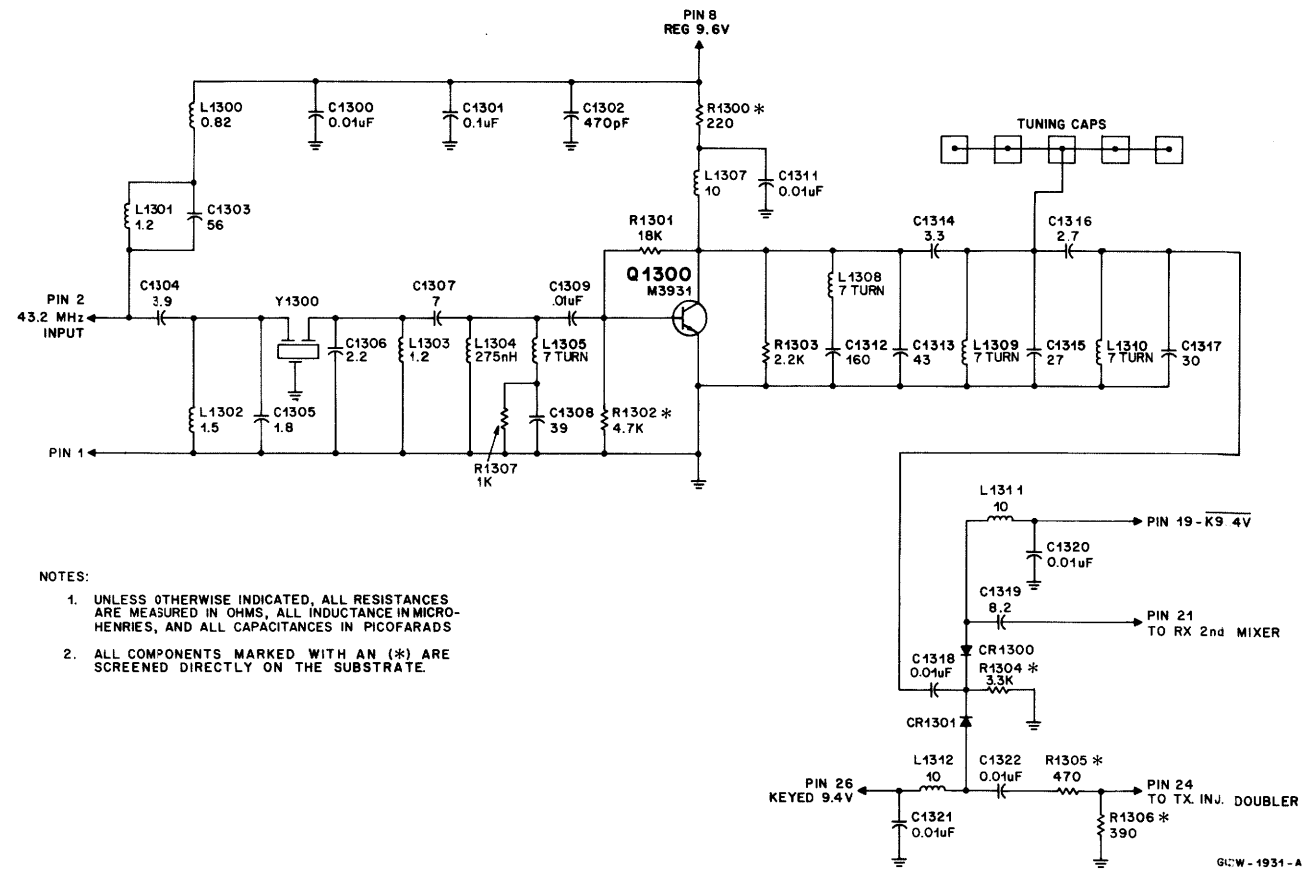 PIN 8
REG 9.6V
L1300
0.82
C1300
0.01uF
C1301
0.1uF
C1302
470pF
R1300 *
220
TUNING CAPS
L1307
10
C1311
0.01uF
L1301
1.2
C1303
56
R1301
18K
C1314
3.3
C1316
2.7
Q1300
M3931
PIN 2
43.2 MHz
INPUT
C1304
3.9
Y1300
C1307
7
C1309
.01uF
L1308
7 TURN
C1306
2.2
L1303
1.2
L1304
275nH
L1305
7 TURN
R1303
2.2K
C1312
160
C1313
43
L1309
7 TURN
C1315
27
L1310
7 TURN
C1317
30
L1302
1.5
C1305
1.8
C1308
39
R1302 *
4.7K
PIN 1
R1307
1K
L1311
10
PIN 19 - K9.4V
C1320
0.01uF
NOTES:
1. UNLESS OTHERWISE INDICATED, ALL RESISTANCES
ARE MEASURED IN OHMS, ALL INDUCTANCE IN MICRO-
HENRIES, AND ALL CAPACITANCES IN PICOFARADS
2. ALL COMPONENTS MARKED WITH AN (*) ARE
SCREENED DIRECTLY ON THE SUBSTRATE.
C1319
8.2
PIN 21
TO RX 2nd MIXER
CR1300
C1318
0.01uF
R1304 *
3.3K
CR1301
PIN 26
KEYED 9.4V
L1312
10
C1322
0.01uF
R1305 *
470
PIN 24
TO TX. INJ. DOUBLER
C1321
0.01uF
R1306 *
390